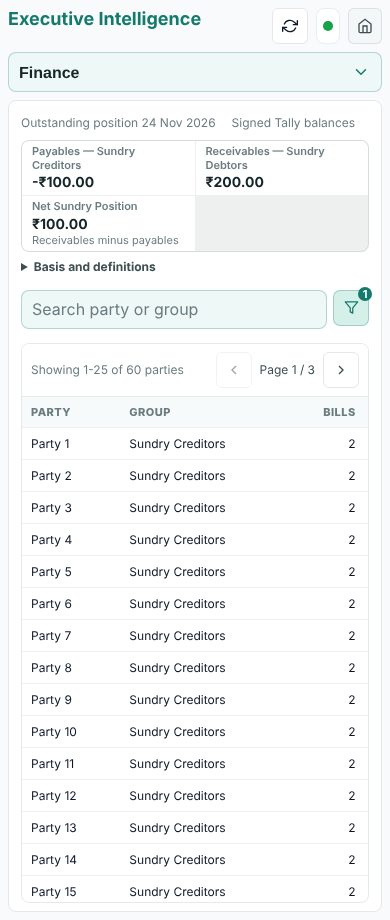 Executive Intelligence
Finance
Outstanding position 24 Nov 2026 Signed Tally balances
Payables — Sundry Creditors
-₹100.00
Receivables — Sundry Debtors
₹200.00
Net Sundry Position
₹100.00
Receivables minus payables
Basis and definitions
Search party or group
1
Showing 1-25 of 60 parties
Page 1 / 3
PARTY GROUP BILLS
Party 1 Sundry Creditors 2
Party 2 Sundry Creditors 2
Party 3 Sundry Creditors 2
Party 4 Sundry Creditors 2
Party 5 Sundry Creditors 2
Party 6 Sundry Creditors 2
Party 7 Sundry Creditors 2
Party 8 Sundry Creditors 2
Party 9 Sundry Creditors 2
Party 10 Sundry Creditors 2
Party 11 Sundry Creditors 2
Party 12 Sundry Creditors 2
Party 13 Sundry Creditors 2
Party 14 Sundry Creditors 2
Party 15 Sundry Creditors 2